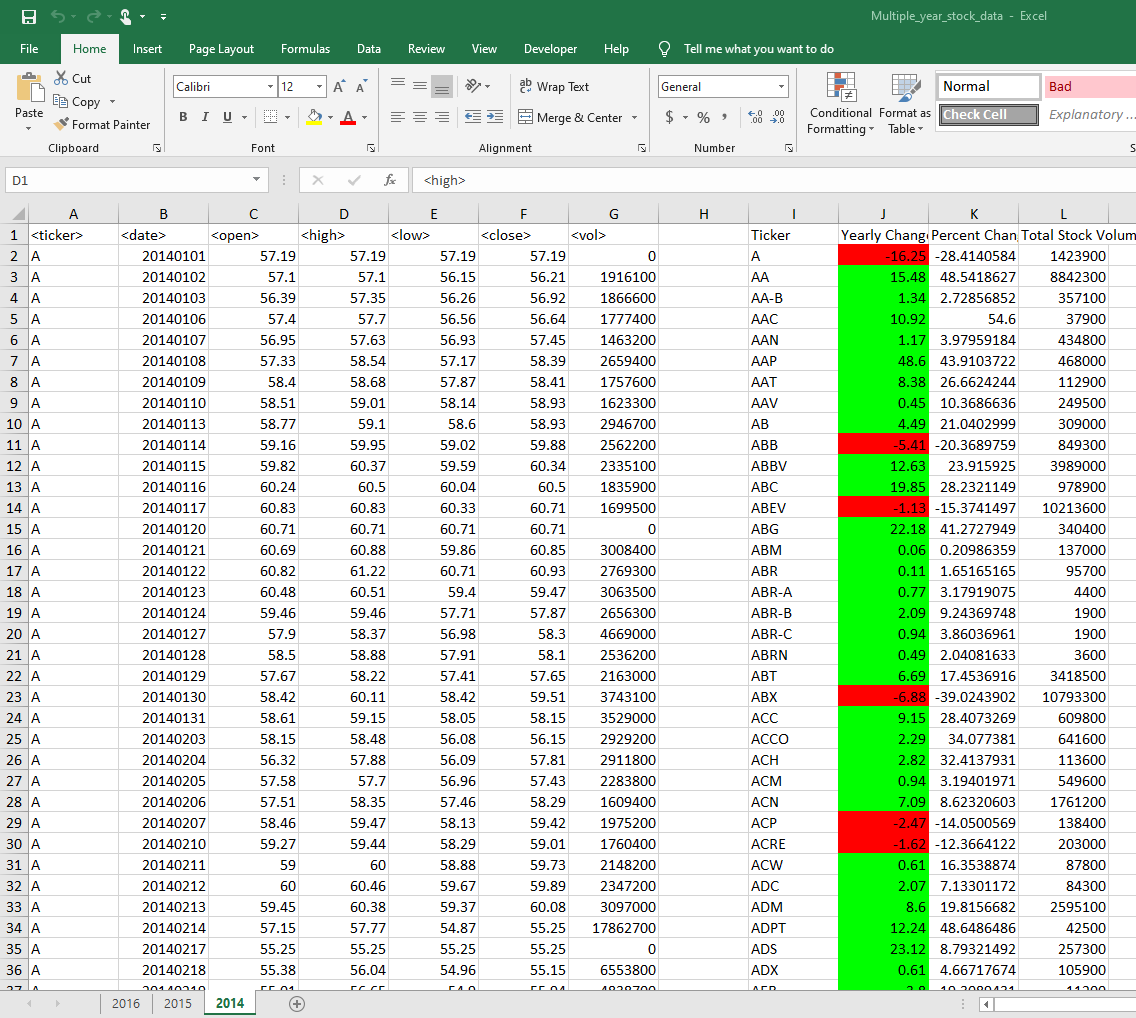 Multiple_year_stock_data - Excel
File Home Insert Page Layout Formulas Data Review View Developer Help Tell me what you want to do
Cut Calibri 12 A A ab Wrap Text General Normal Bad
Paste Copy Conditional Format as
Format Painter B I U A Merge & Center $ % , .00 .00 Formatting Table Check Cell Explanatory ...
Clipboard Font Alignment Number S
D1 fx <high>
A B C D E F G H I J K L
1 <ticker> <date> <open> <high> <low> <close> <vol> Ticker Yearly Change Percent Chan Total Stock Volum
2 A 20140101 57.19 57.19 57.19 57.19 0 A -16.25 -28.4140584 1423900
3 A 20140102 57.1 57.1 56.15 56.21 1916100 AA 15.48 48.5418627 8842300
4 A 20140103 56.39 57.35 56.26 56.92 1866600 AA-B 1.34 2.72856852 357100
5 A 20140106 57.4 57.7 56.56 56.64 1777400 AAC 10.92 54.6 37900
6 A 20140107 56.95 57.63 56.93 57.45 1463200 AAN 1.17 3.97959184 434800
7 A 20140108 57.33 58.54 57.17 58.39 2659400 AAP 48.6 43.9103722 468000
8 A 20140109 58.4 58.68 57.87 58.41 1757600 AAT 8.38 26.6624244 112900
9 A 20140110 58.51 59.01 58.14 58.93 1623300 AAV 0.45 10.3686636 249500
10 A 20140113 58.77 59.1 58.6 58.93 2946700 AB 4.49 21.0402999 309000
11 A 20140114 59.16 59.95 59.02 59.88 2562200 ABB -5.41 -20.3689759 849300
12 A 20140115 59.82 60.37 59.59 60.34 2335100 ABBV 12.63 23.915925 3989000
13 A 20140116 60.24 60.5 60.04 60.5 1835900 ABC 19.85 28.2321149 978900
14 A 20140117 60.83 60.83 60.33 60.71 1699500 ABEV -1.13 -15.3741497 10213600
15 A 20140120 60.71 60.71 60.71 60.71 0 ABG 22.18 41.2727949 340400
16 A 20140121 60.69 60.88 59.86 60.85 3008400 ABM 0.06 0.20986359 137000
17 A 20140122 60.82 61.22 60.71 60.93 2769300 ABR 0.11 1.65165165 95700
18 A 20140123 60.48 60.51 59.4 59.47 3063500 ABR-A 0.77 3.17919075 4400
19 A 20140124 59.46 59.46 57.71 57.87 2656300 ABR-B 2.09 9.24369748 1900
20 A 20140127 57.9 58.37 56.98 58.3 4669000 ABR-C 0.94 3.86036961 1900
21 A 20140128 58.5 58.88 57.91 58.1 2536200 ABRN 0.49 2.04081633 3600
22 A 20140129 57.67 58.22 57.41 57.65 2163000 ABT 6.69 17.4536916 3418500
23 A 20140130 58.42 60.11 58.42 59.51 3743100 ABX -6.88 -39.0243902 10793300
24 A 20140131 58.61 59.15 58.05 58.15 3529000 ACC 9.15 28.4073269 609800
25 A 20140203 58.15 58.48 56.08 56.15 2929200 ACCO 2.29 34.077381 641600
26 A 20140204 56.32 57.88 56.09 57.81 2911800 ACH 2.82 32.4137931 113600
27 A 20140205 57.58 57.7 56.96 57.43 2283800 ACM 0.94 3.19401971 549600
28 A 20140206 57.51 58.35 57.46 58.29 1609400 ACN 7.09 8.62320603 1761200
29 A 20140207 58.46 59.47 58.13 59.42 1975200 ACP -2.47 -14.0500569 138400
30 A 20140210 59.27 59.44 58.29 59.01 1760400 ACRE -1.62 -12.3664122 203000
31 A 20140211 59 60 58.88 59.73 2148200 ACW 0.61 16.3538874 87800
32 A 20140212 60 60.46 59.67 59.89 2347200 ADC 2.07 7.13301172 84300
33 A 20140213 59.45 60.38 59.37 60.08 3097000 ADM 8.6 19.8156682 2595100
34 A 20140214 57.15 57.77 54.87 55.25 17862700 ADPT 12.24 48.6486486 42500
35 A 20140217 55.25 55.25 55.25 55.25 0 ADS 23.12 8.79321492 257300
36 A 20140218 55.38 56.04 54.96 55.15 6553800 ADX 0.61 4.66717674 105900
2016 2015 2014